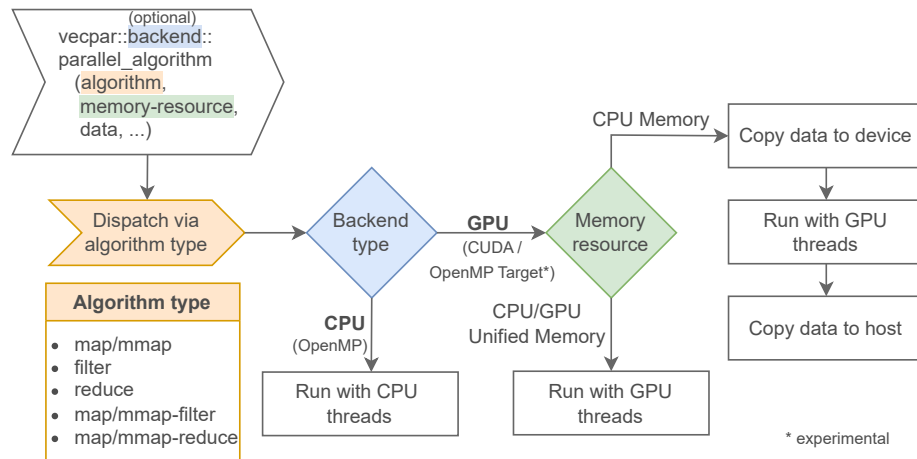 (optional)
vecpar::backend::
parallel_algorithm
(algorithm,
memory-resource,
data, ...)
Dispatch via
algorithm type
Algorithm type
• map/mmap
• filter
• reduce
• map/mmap-filter
• map/mmap-reduce
Backend
type
CPU
(OpenMP)
Run with CPU
threads
GPU
(CUDA /
OpenMP Target*)
Memory
resource
CPU/GPU
Unified Memory
Run with GPU
threads
CPU Memory
Copy data to device
Run with GPU
threads
Copy data to host
* experimental